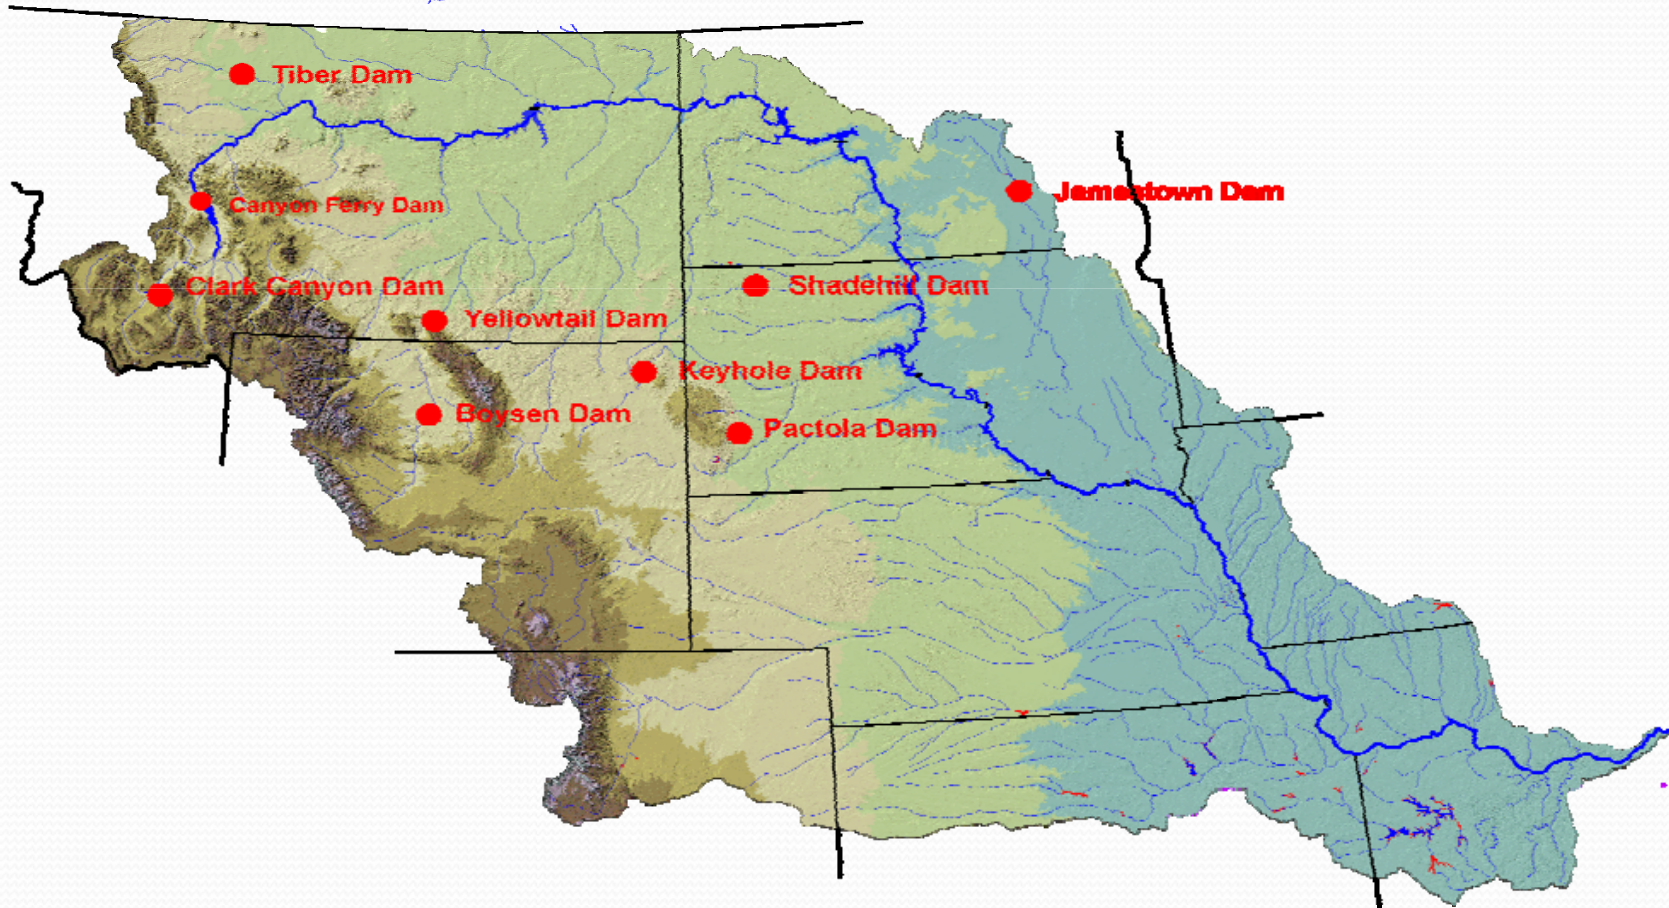 Tiber Dam
Jamestown Dam
Canyon Ferry Dam
Clark Canyon Dam
Shadehill Dam
Yellowtail Dam
Keyhole Dam
Boysen Dam
Pactola Dam